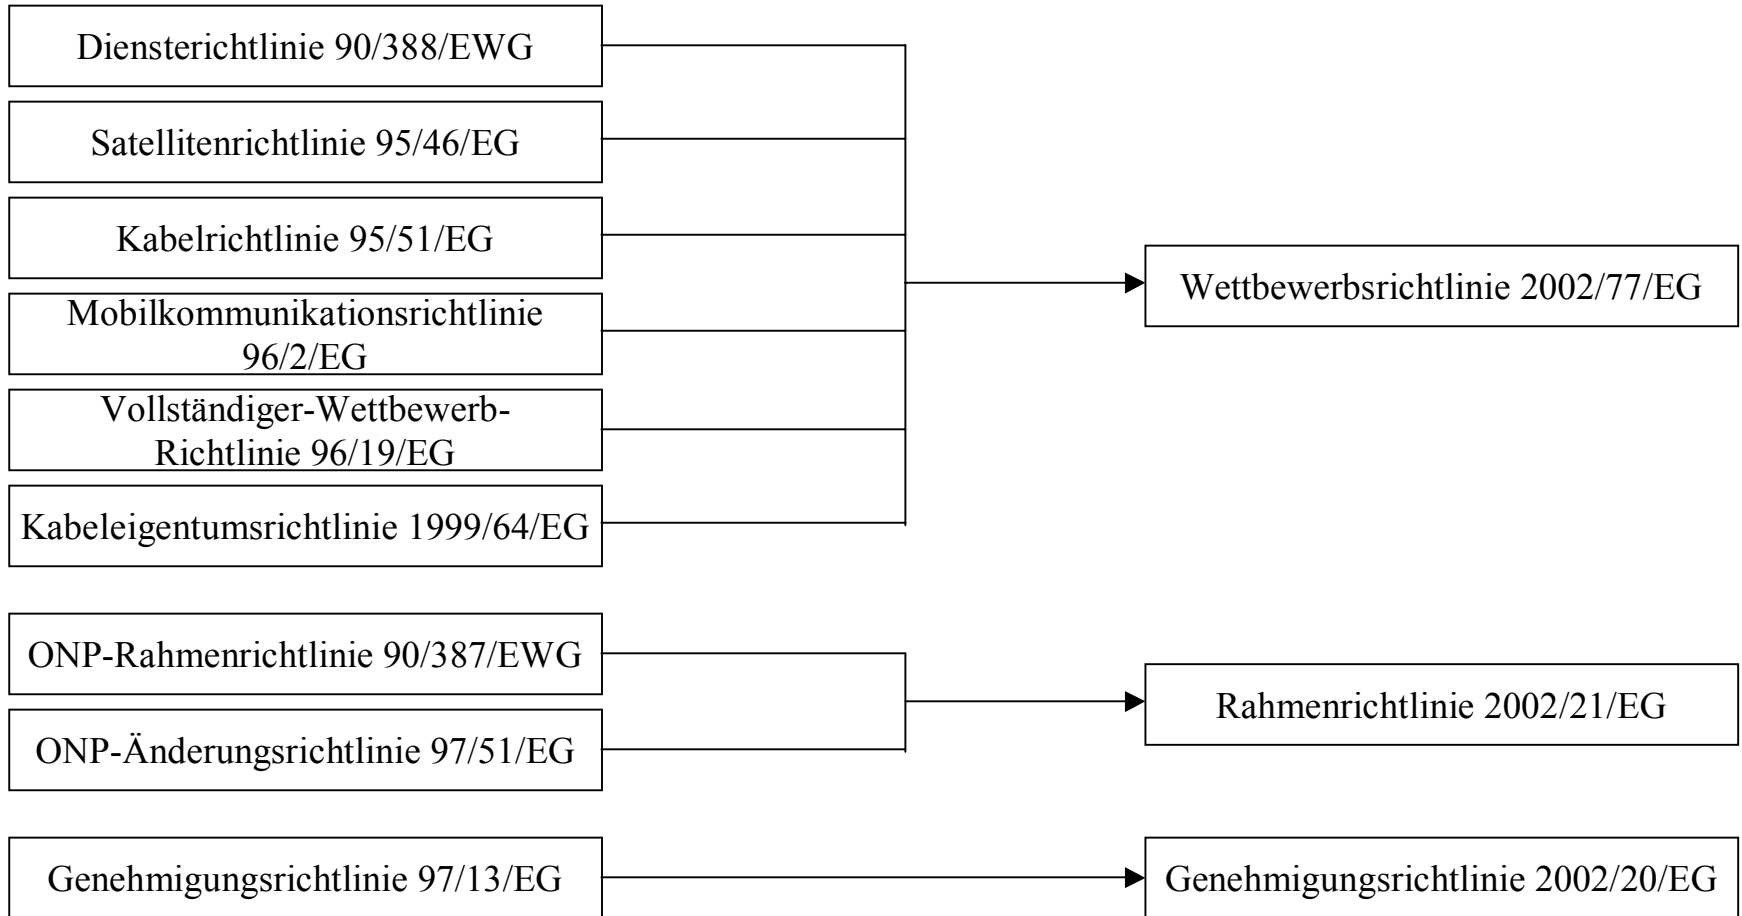 Diensterichtlinie 90/388/EWG
Satellitenrichtlinie 95/46/EG
Kabelrichtlinie 95/51/EG
Mobilkommunikationsrichtlinie
96/2/EG
Vollständiger-Wettbewerb-
Richtlinie 96/19/EG
Kabeleigentumsrichtlinie 1999/64/EG
Wettbewerbsrichtlinie 2002/77/EG
ONP-Rahmenrichtlinie 90/387/EWG
ONP-Änderungsrichtlinie 97/51/EG
Rahmenrichtlinie 2002/21/EG
Genehmigungsrichtlinie 97/13/EG
Genehmigungsrichtlinie 2002/20/EG